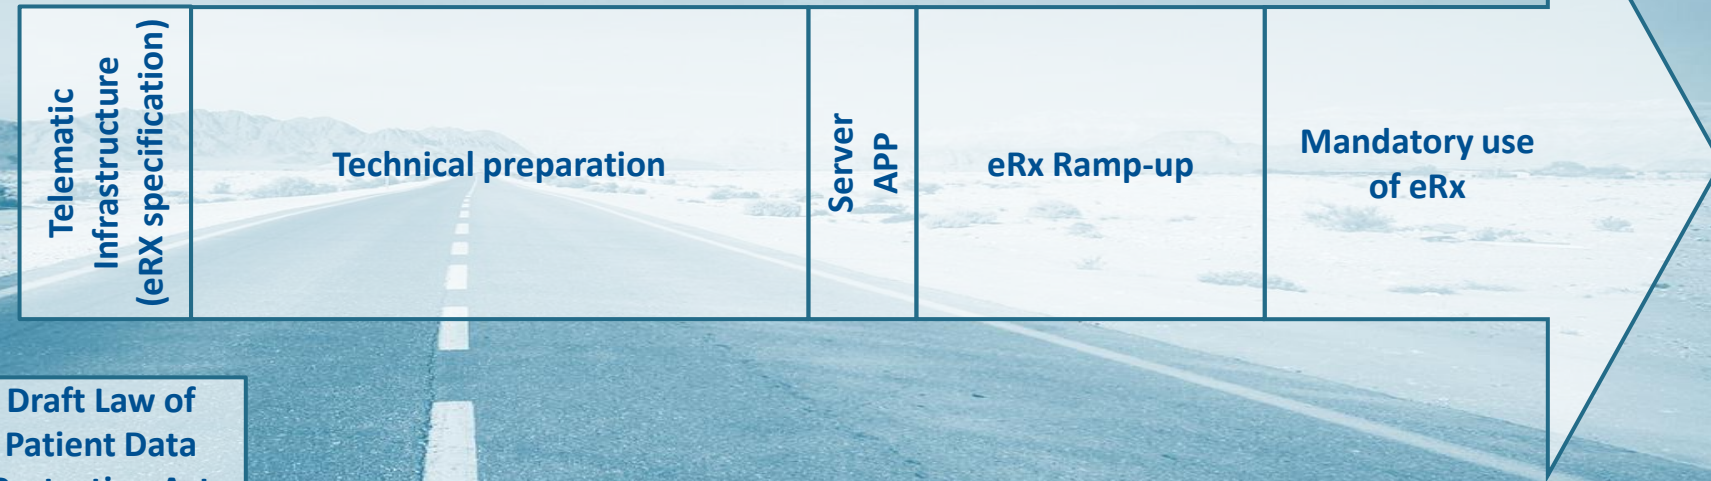 Telematic
Infrastructure
(eRX specification)
Technical preparation
Server
APP
eRx Ramp-up
Mandatory use
of eRx
Draft Law of
Patient Data